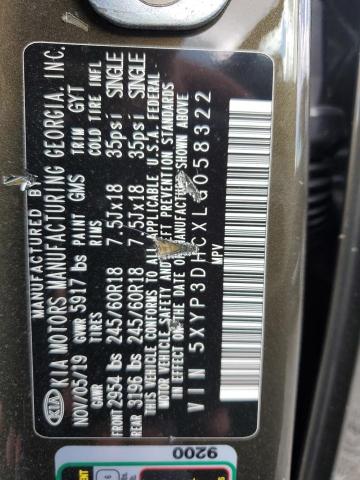 KIA
MANUFACTURED BY
KIA MOTORS MANUFACTURING GEORGIA, INC.
NOV/05/19 GVWR 5917 lbs PAINT GMS TRIM GYT
GAWR TIRES RIMS COLD TIRE INFL
FRONT 2954 lbs 245/60R18 7.5Jx18 35psi SINGLE
REAR 3196 lbs 245/60R18 7.5Jx18 35psi SINGLE
THIS VEHICLE CONFORMS TO ALL APPLICABLE U.S.A. FEDERAL
MOTOR VEHICLE SAFETY AND THEFT PREVENTION STANDARDS
IN EFFECT ON THE DATE OF MANUFACTURE SHOWN ABOVE
VIN 5XYP3DHCXLG058322
MPV
9200